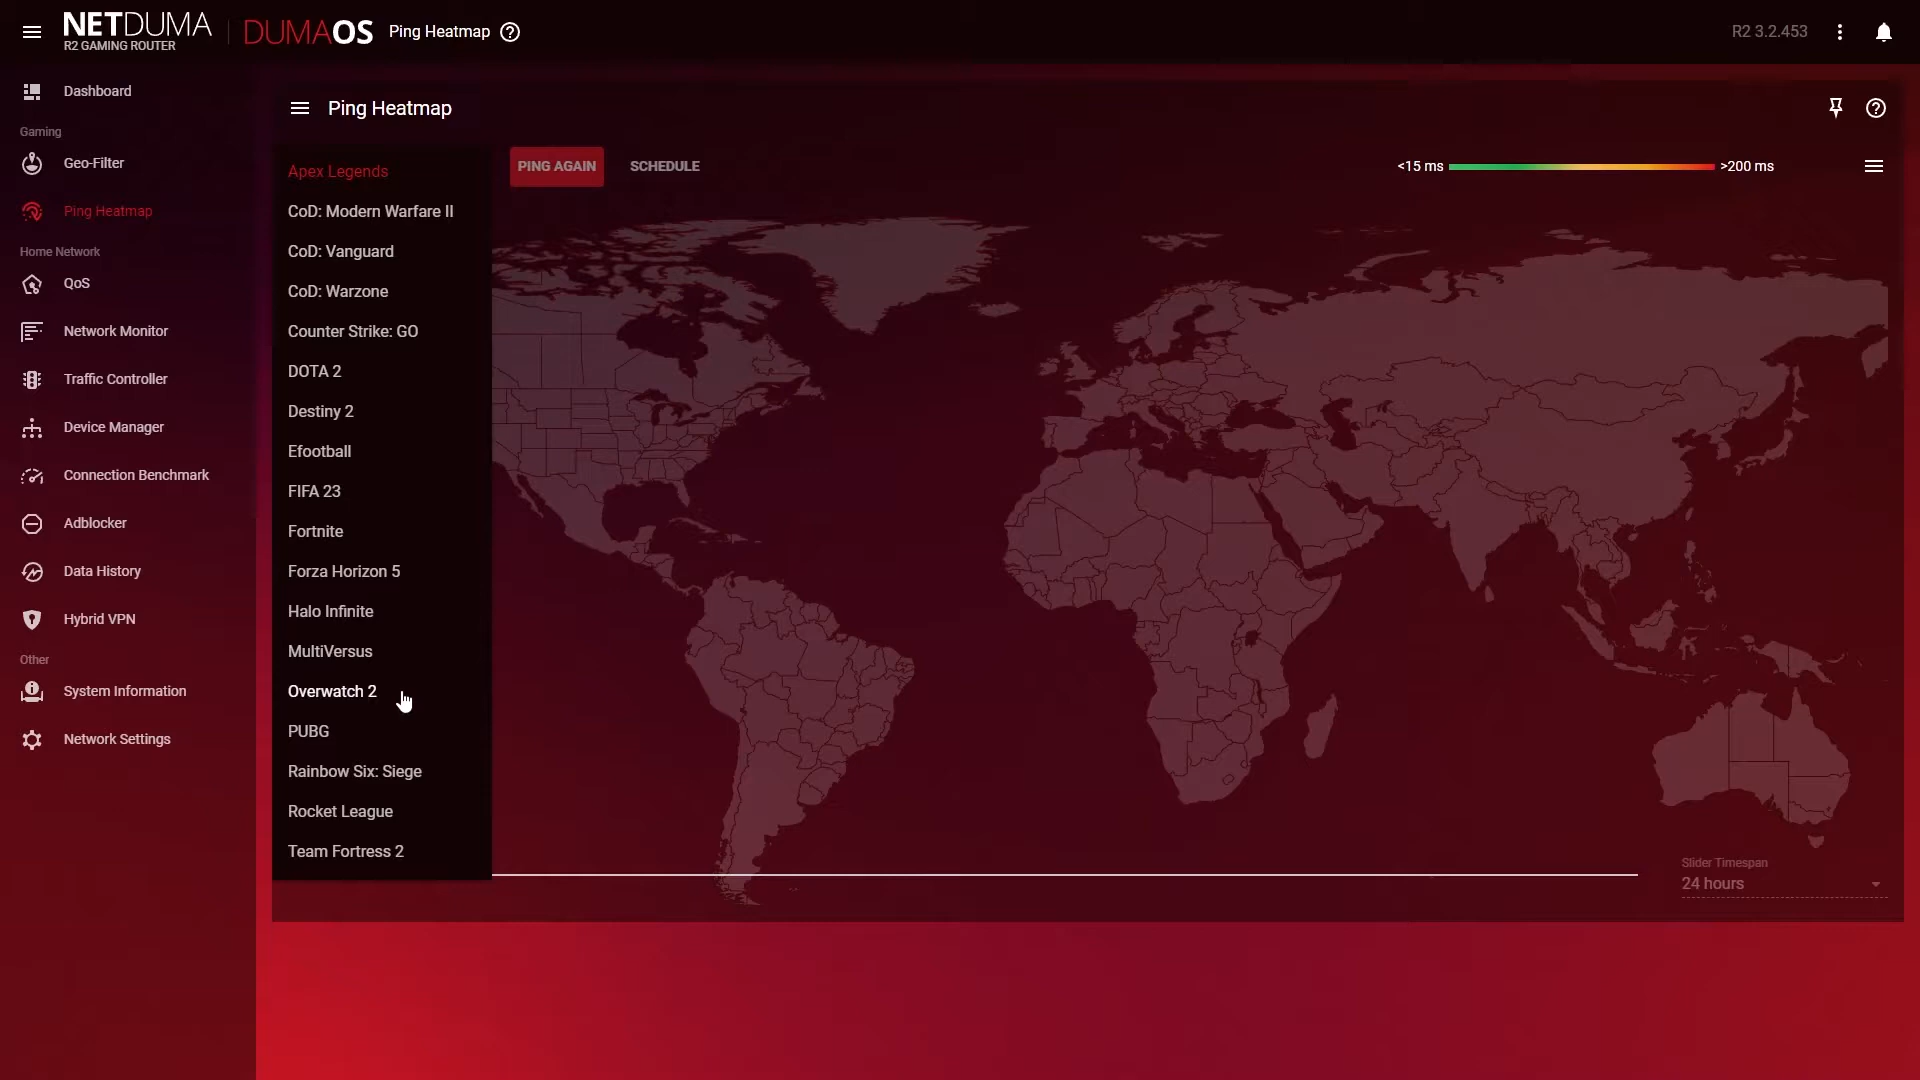 NETDUMA
R2 GAMING ROUTER
DUMAOS
Ping Heatmap
R2 3.2.453
Dashboard
Gaming
Geo-Filter
Ping Heatmap
Home Network
QoS
Network Monitor
Traffic Controller
Device Manager
Connection Benchmark
Adblocker
Data History
Hybrid VPN
Other
System Information
Network Settings
Ping Heatmap
PING AGAIN
SCHEDULE
<15 ms
>200 ms
Apex Legends
CoD: Modern Warfare II
CoD: Vanguard
CoD: Warzone
Counter Strike: GO
DOTA 2
Destiny 2
Efootball
FIFA 23
Fortnite
Forza Horizon 5
Halo Infinite
MultiVersus
Overwatch 2
PUBG
Rainbow Six: Siege
Rocket League
Team Fortress 2
Slider Timespan
24 hours